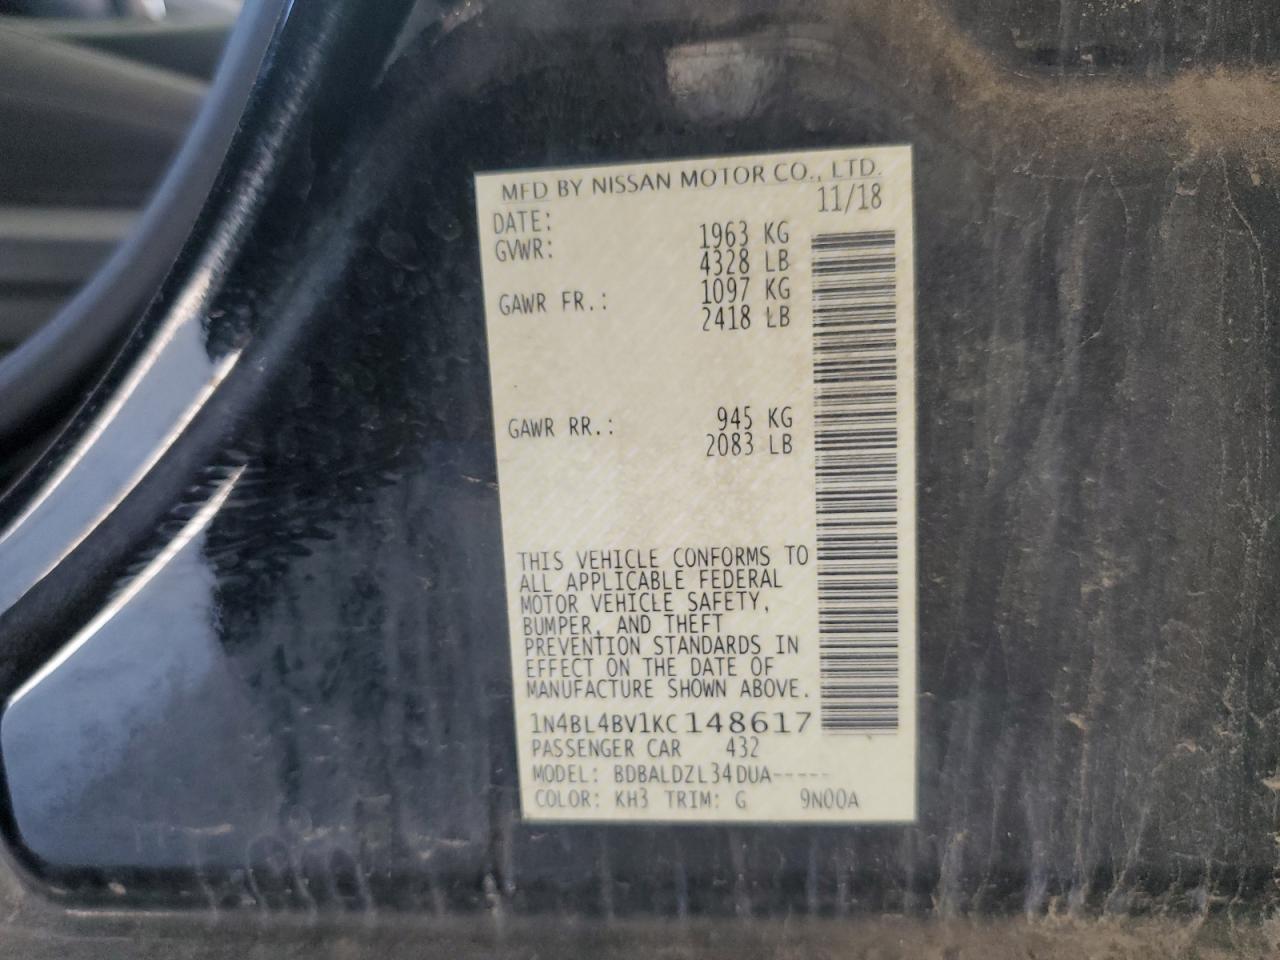 MFD BY NISSAN MOTOR CO., LTD.
DATE: 11/18
GVWR: 1963 KG
4328 LB
GAWR FR.: 1097 KG
2418 LB
GAWR RR.: 945 KG
2083 LB
THIS VEHICLE CONFORMS TO
ALL APPLICABLE FEDERAL
MOTOR VEHICLE SAFETY,
BUMPER, AND THEFT
PREVENTION STANDARDS IN
EFFECT ON THE DATE OF
MANUFACTURE SHOWN ABOVE.
1N4BL4BV1KC148617
PASSENGER CAR 432
MODEL: BDBALDZL34DUA-----
COLOR: KH3 TRIM: G 9N00A